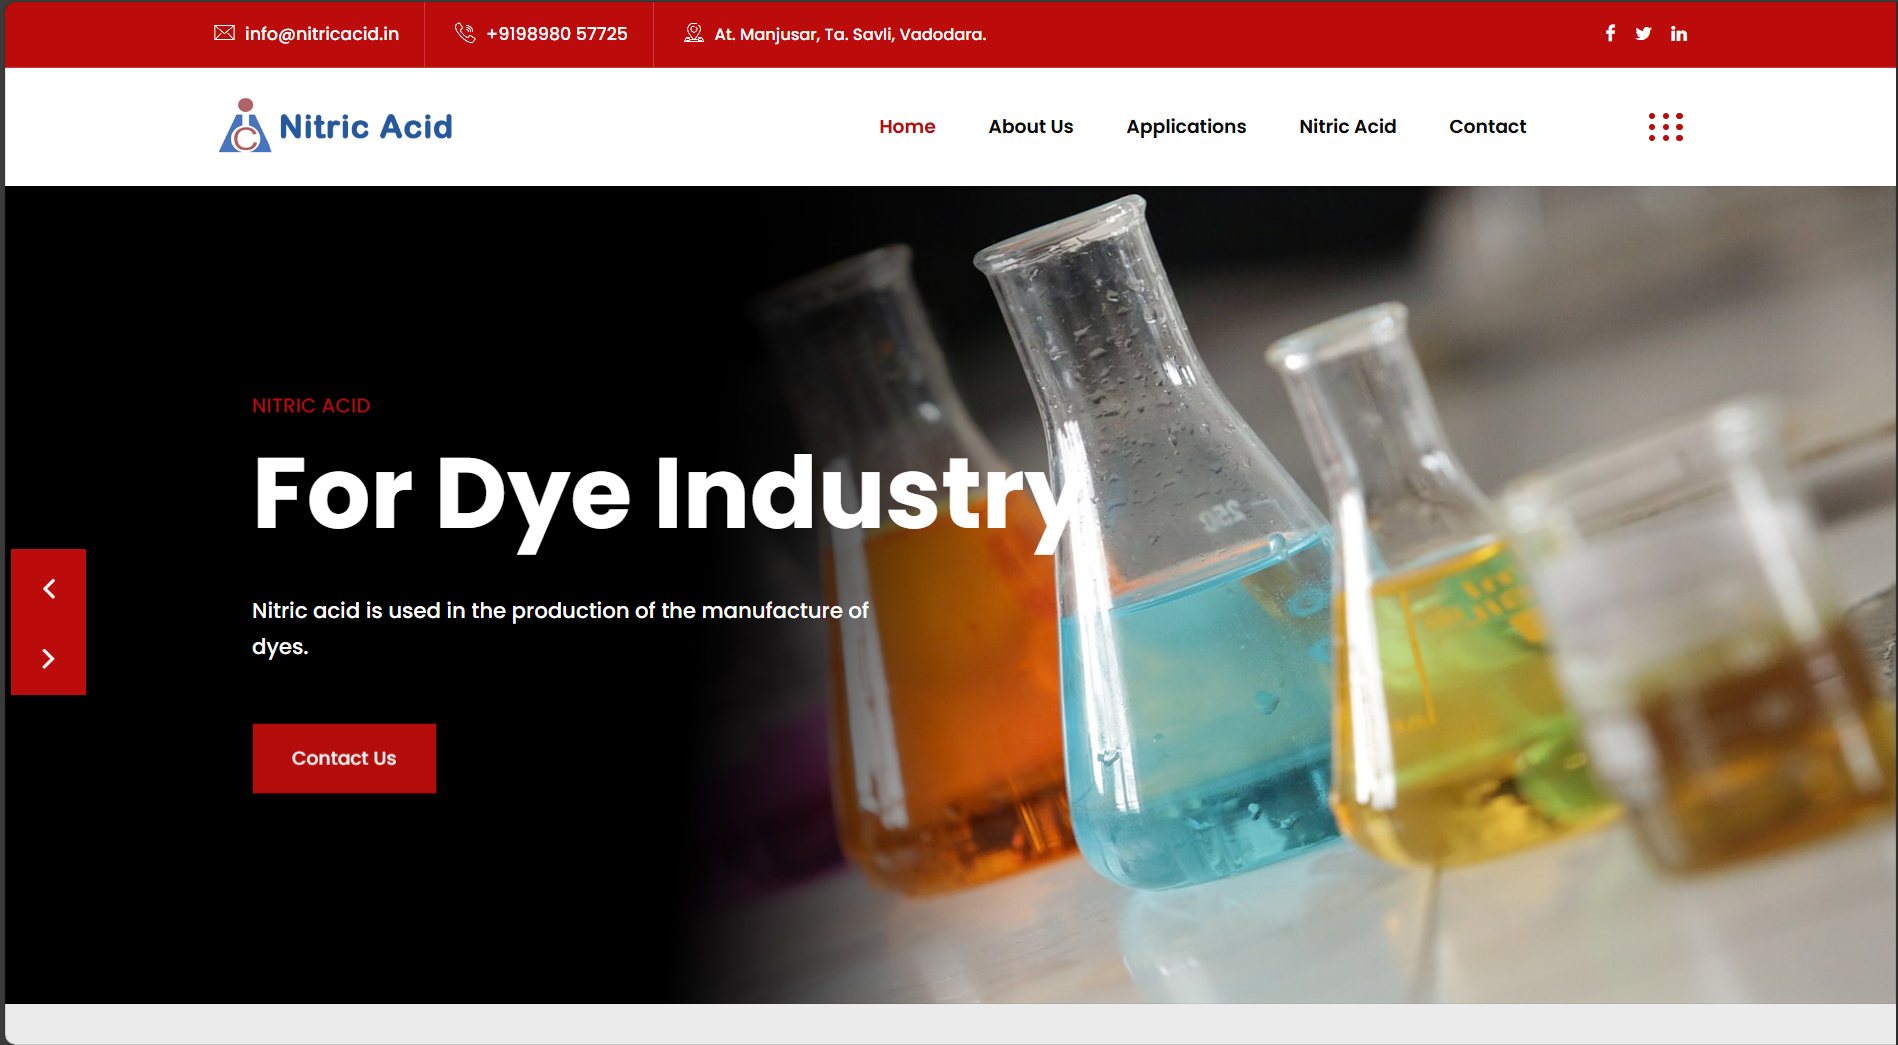 info@nitricacid.in
+9198980 57725
At. Manjusar, Ta. Savli, Vadodara.
Nitric Acid
Home
About Us
Applications
Nitric Acid
Contact
NITRIC ACID
For Dye Industry
Nitric acid is used in the production of the manufacture of
dyes.
Contact Us
250